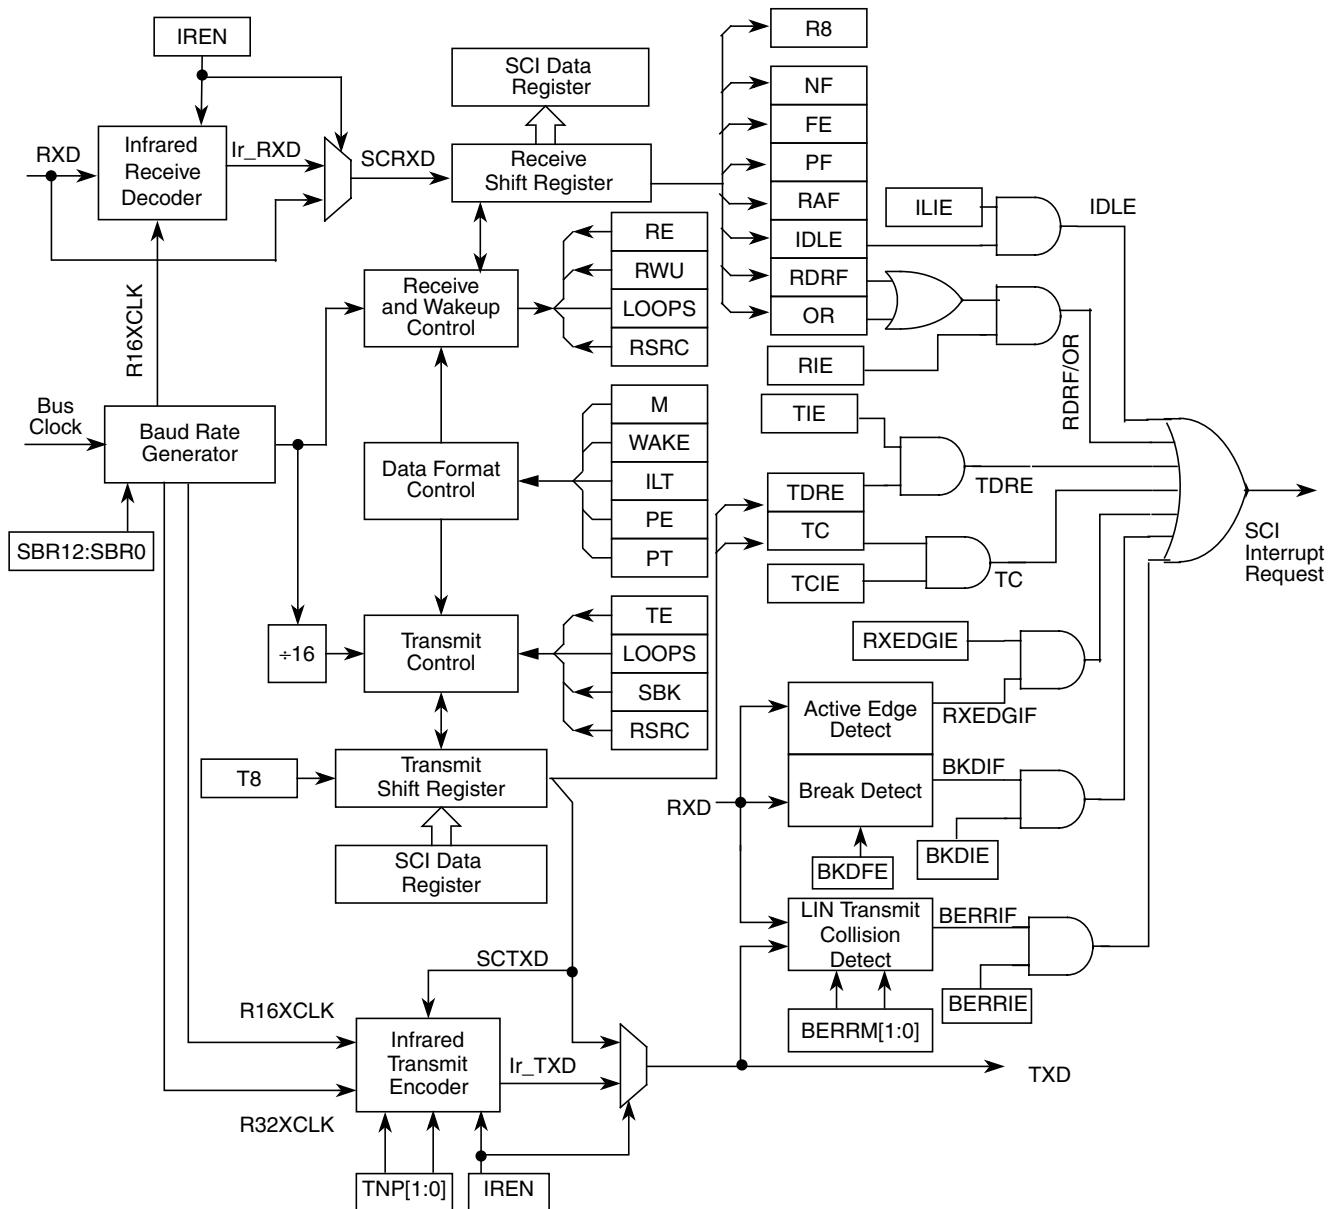 IREN
SCI Data
Register
R8
NF
FE
PF
RAF
IDLE
RDRF
OR
RXD
Infrared
Receive
Decoder
Ir_RXD
SCRXD
Receive
Shift Register
ILIE
IDLE
RE
RWU
LOOPS
RSRC
Receive
and Wakeup
Control
R16XCLK
RIE
RDRF/OR
Bus
Clock
Baud Rate
Generator
SBR12:SBR0
Data Format
Control
M
WAKE
ILT
PE
PT
TIE
TDRE
TC
TCIE
TDRE
TC
SCI
Interrupt
Request
÷16
Transmit
Control
TE
LOOPS
SBK
RSRC
RXEDGIE
Active Edge
Detect
RXEDGIF
T8
Transmit
Shift Register
RXD
Break Detect
BKDIF
BKDIE
BKDFE
SCI Data
Register
LIN Transmit
Collision
Detect
BERRIF
BERRIE
BERRM[1:0]
SCTXD
R16XCLK
Infrared
Transmit
Encoder
Ir_TXD
R32XCLK
TXD
TNP[1:0]
IREN